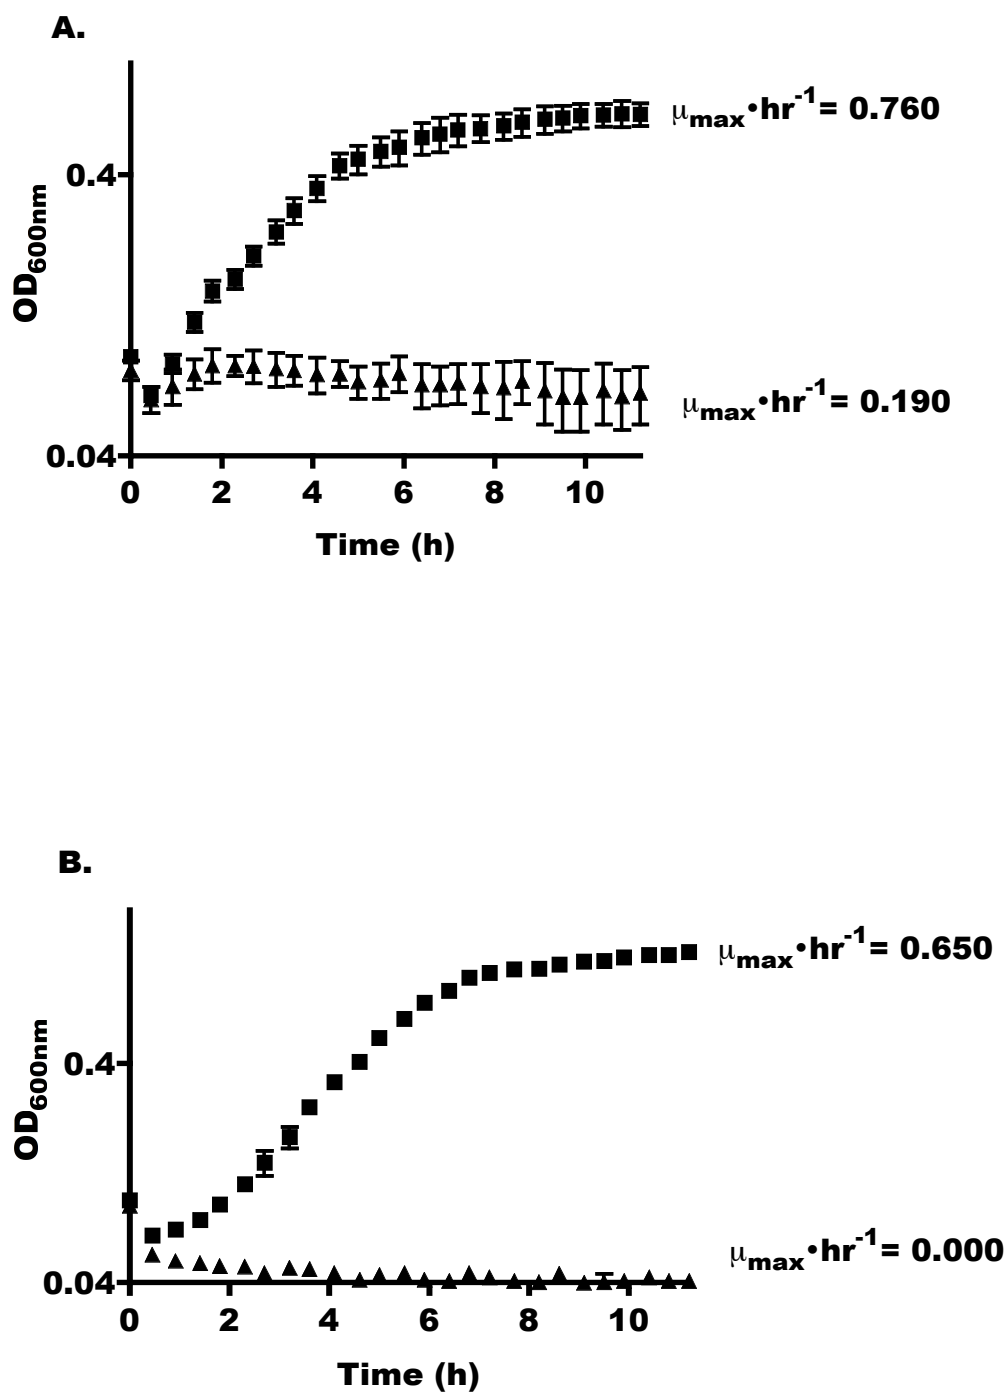 A.
μmax•hr-1= 0.760
0.4
OD600nm
μmax•hr-1= 0.190
0.04
0 2 4 6 8 10
Time (h)
B.
μmax•hr-1= 0.650
0.4
OD600nm
μmax•hr-1= 0.000
0.04
0 2 4 6 8 10
Time (h)